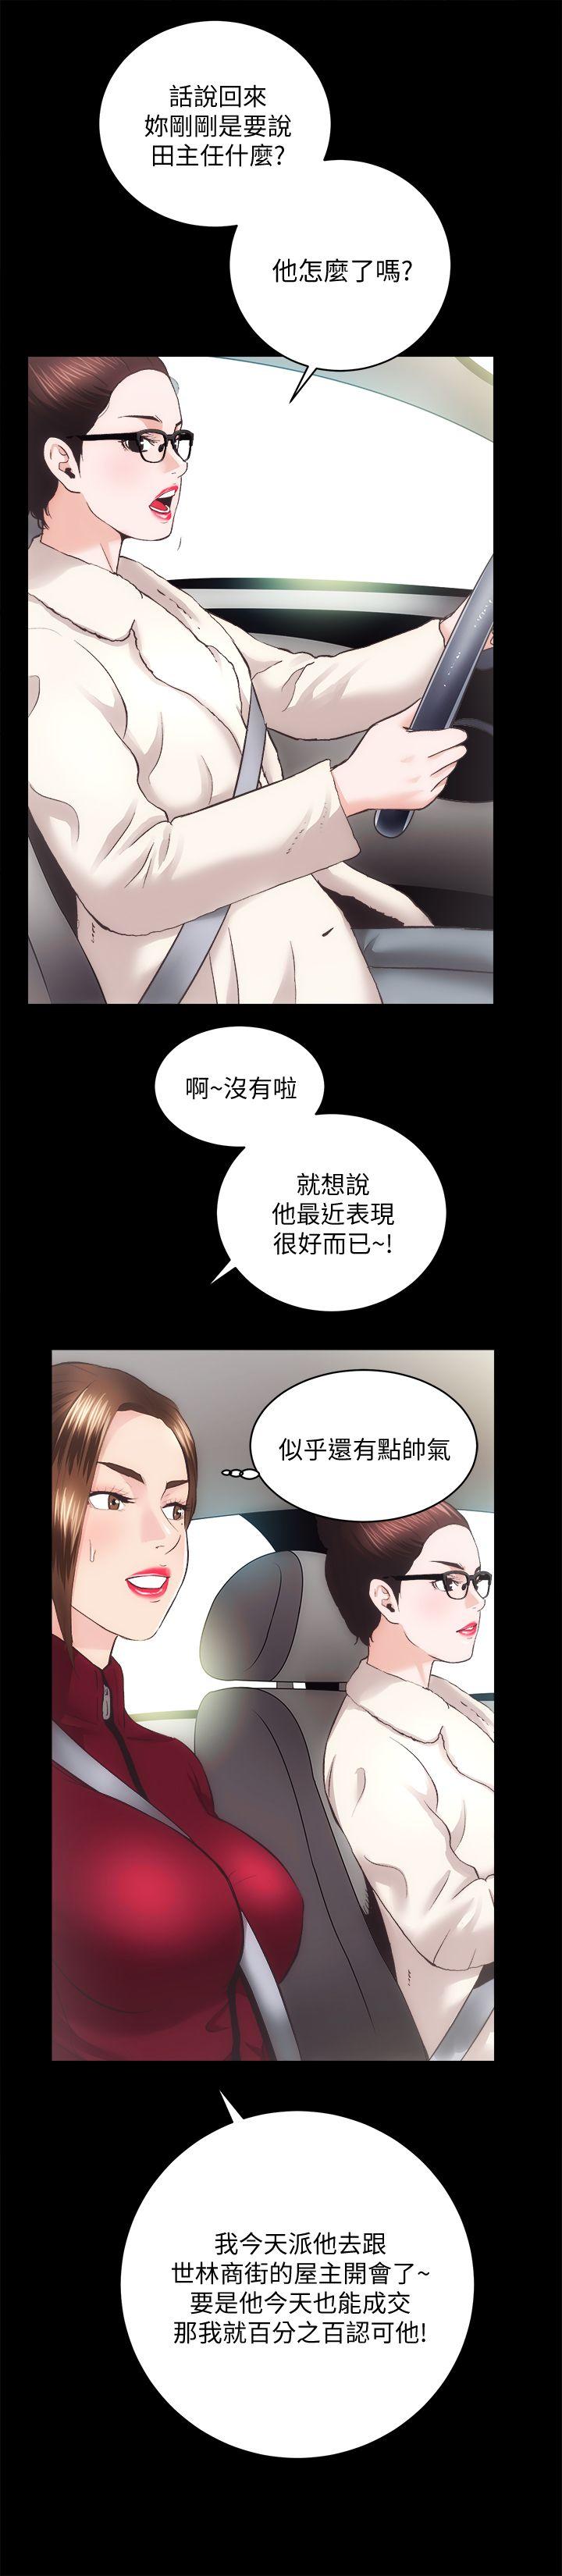 話說回來
妳剛剛是要說
田主任什麼?
他怎麼了嗎?
啊~沒有啦
就想說
他最近表現
很好而已~!
似乎還有點帥氣
我今天派他去跟
世林商街的屋主開會了~
要是他今天也能成交
那我就百分之百認可他!